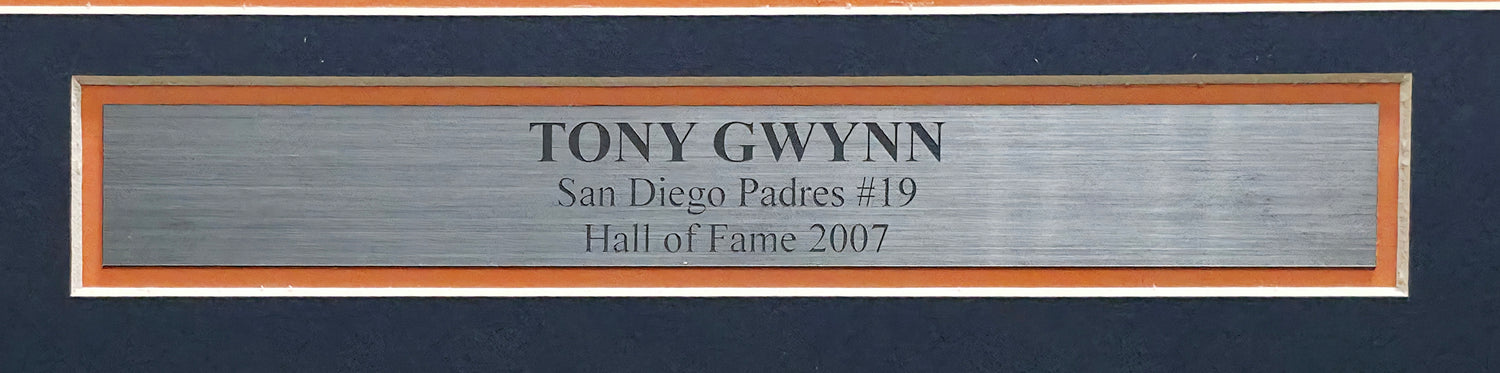 TONY GWYNN
San Diego Padres #19
Hall of Fame 2007